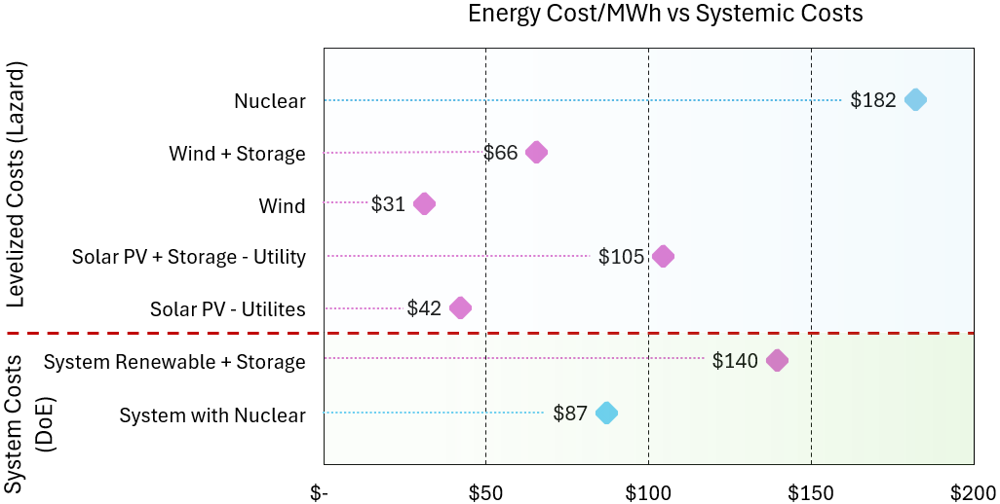 Energy Cost/MWh vs Systemic Costs
Levelized Costs (Lazard)
Nuclear
$182
Wind + Storage
$66
Wind
$31
Solar PV + Storage - Utility
$105
Solar PV - Utilites
$42
System Costs
(DoE)
System Renewable + Storage
$140
System with Nuclear
$87
$-
$50
$100
$150
$200